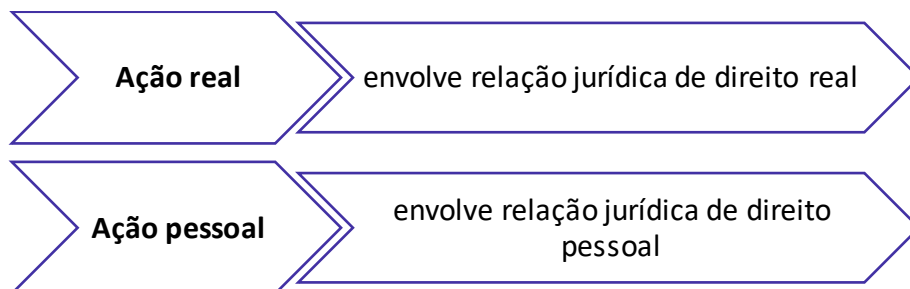 Ação real
envolve relação jurídica de direito real
Ação pessoal
envolve relação jurídica de direito
pessoal